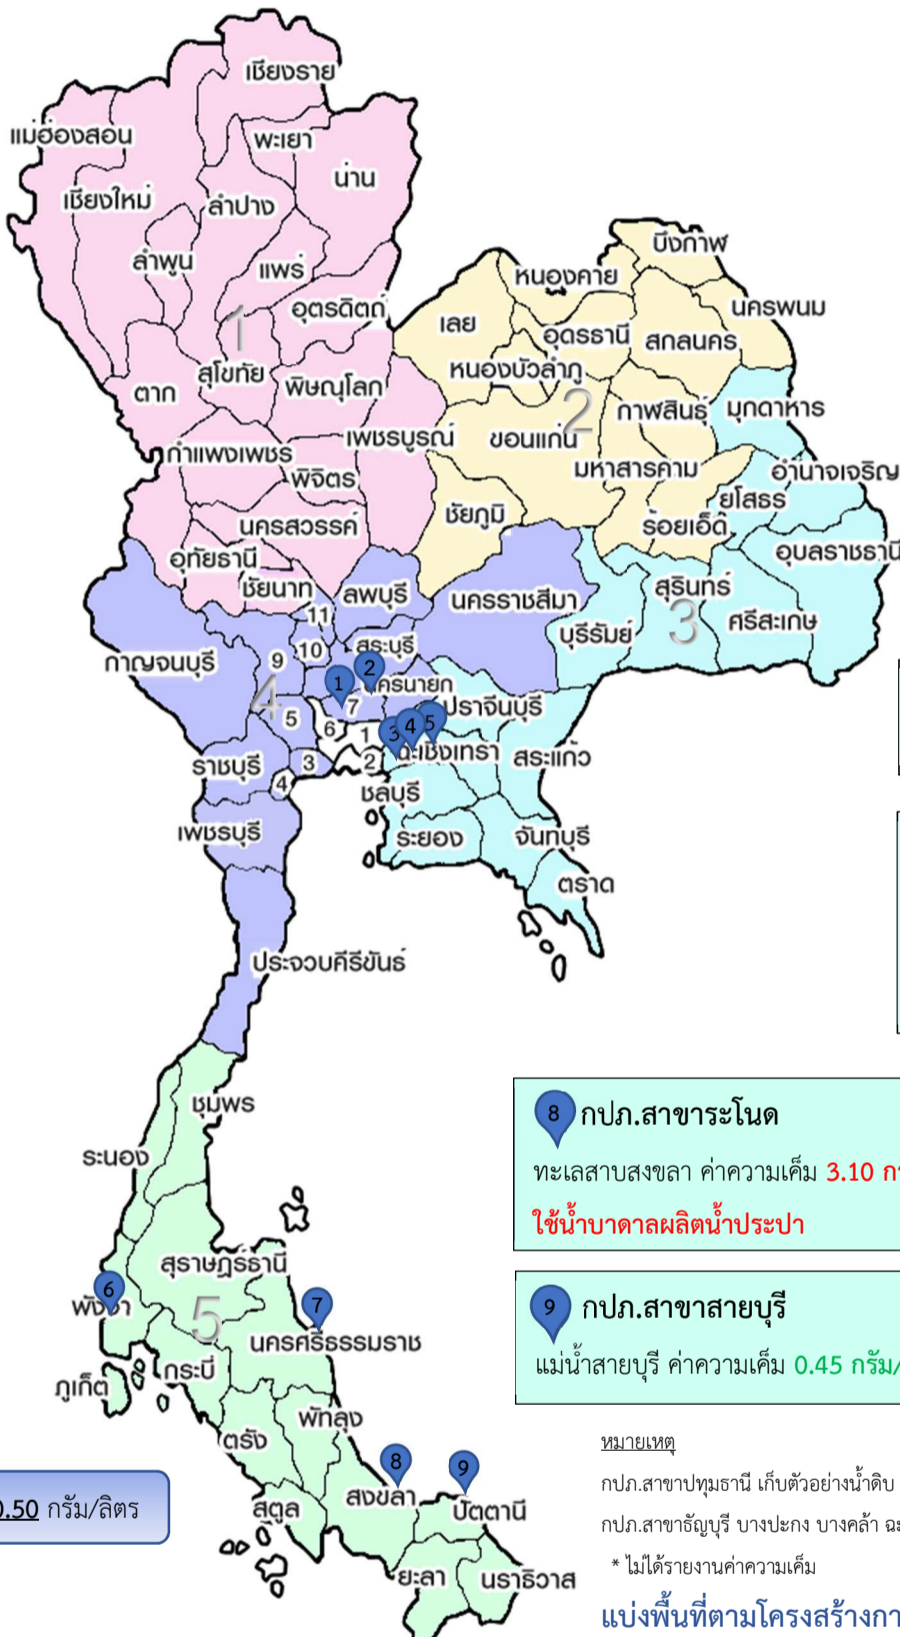 เชียงราย
แม่ฮ่องสอน
พะเยา
น่าน
เชียงใหม่
ลำปาง
ลำพูน
แพร่
อุตรดิตถ์
1
สุโขทัย
ตาก
พิษณุโลก
เพชรบูรณ์
กำแพงเพชร
พิจิตร
นครสวรรค์
อุทัยธานี
ชัยนาท
บึงกาฬ
หนองคาย
นครพนม
เลย
อุดรธานี
สกลนคร
หนองบัวลำภู
2
กาฬสินธุ์
มุกดาหาร
ขอนแก่น
มหาสารคาม
อำนาจเจริญ
ยโสธร
ชัยภูมิ
ร้อยเอ็ด
อุบลราชธานี
สุรินทร์
3
ศรีสะเกษ
บุรีรัมย์
นครราชสีมา
ลพบุรี
11
สระบุรี
10
9
กาญจนบุรี
4
1
2
นครนายก
7
5
6
1
ปราจีนบุรี
3
4
5
ฉะเชิงเทรา
สระแก้ว
ราชบุรี
3
2
4
ชลบุรี
เพชรบุรี
ระยอง
จันทบุรี
ตราด
ประจวบคีรีขันธ์
ชุมพร
ระนอง
สุราษฎร์ธานี
6
พังงา
5
7
นครศรีธรรมราช
กระบี่
ภูเก็ต
พัทลุง
ตรัง
8
9
สงขลา
ปัตตานี
สตูล
ยะลา
นราธิวาส
8 กปภ.สาขาระโนด
ทะเลสาบสงขลา ค่าความเค็ม 3.10
ใช้น้ำบาดาลผลิตน้ำประปา
9 กปภ.สาขาสายบุรี
แม่น้ำสายบุรี ค่าความเค็ม 0.45 กรัม/
0.50 กรัม/ลิตร
หมายเหตุ
กปภ.สาขาปทุมธานี เก็บตัวอย่างน้ำดิบ
กปภ.สาขาธัญบุรี บางปะกง บางคล้า
* ไม่ได้รายงานค่าความเค็ม
แบ่งพื้นที่ตามโครงสร้าง